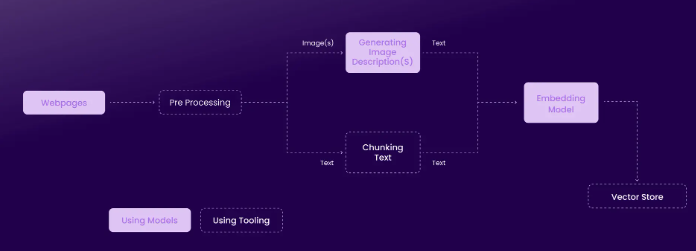 Image(s)
Generating
Image
Description(S)
Text
Webpages
Pre Processing
Embedding
Model
Text
Chunking
Text
Text
Vector Store
Using Models
Using Tooling